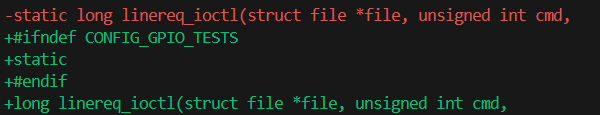 -static long linereq_ioctl(struct file *file, unsigned int cmd,
+#ifndef CONFIG_GPIO_TESTS
+static
+#endif
+long linereq_ioctl(struct file *file, unsigned int cmd,